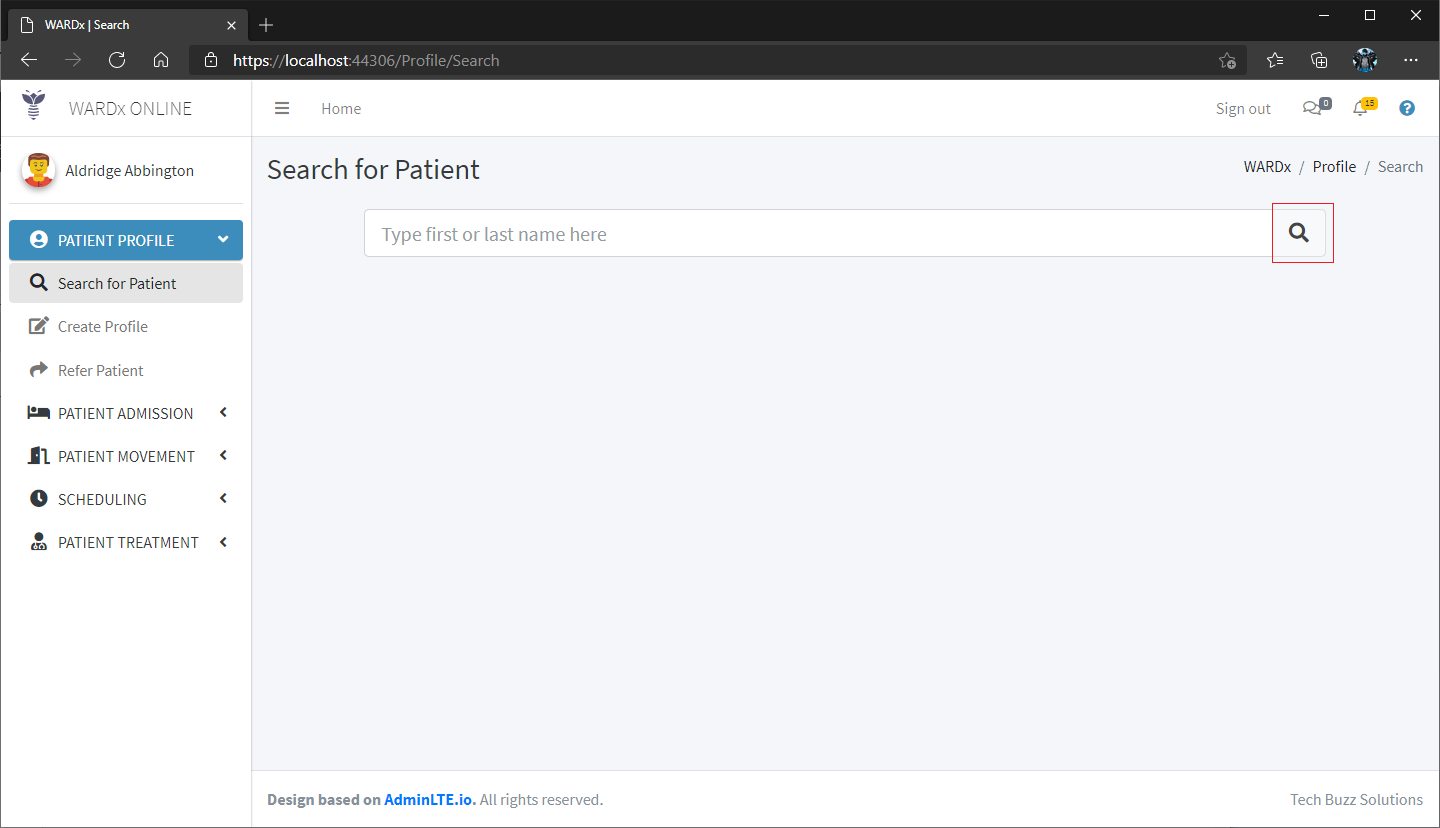 WARDx | Search
https://localhost:44306/Profile/Search
WARDx ONLINE
Home
Sign out
0
15
?
Aldridge Abbington
Search for Patient
WARDx / Profile / Search
PATIENT PROFILE
Type first or last name here
Search for Patient
Create Profile
Refer Patient
PATIENT ADMISSION
PATIENT MOVEMENT
SCHEDULING
PATIENT TREATMENT
Design based on AdminLTE.io. All rights reserved.
Tech Buzz Solutions